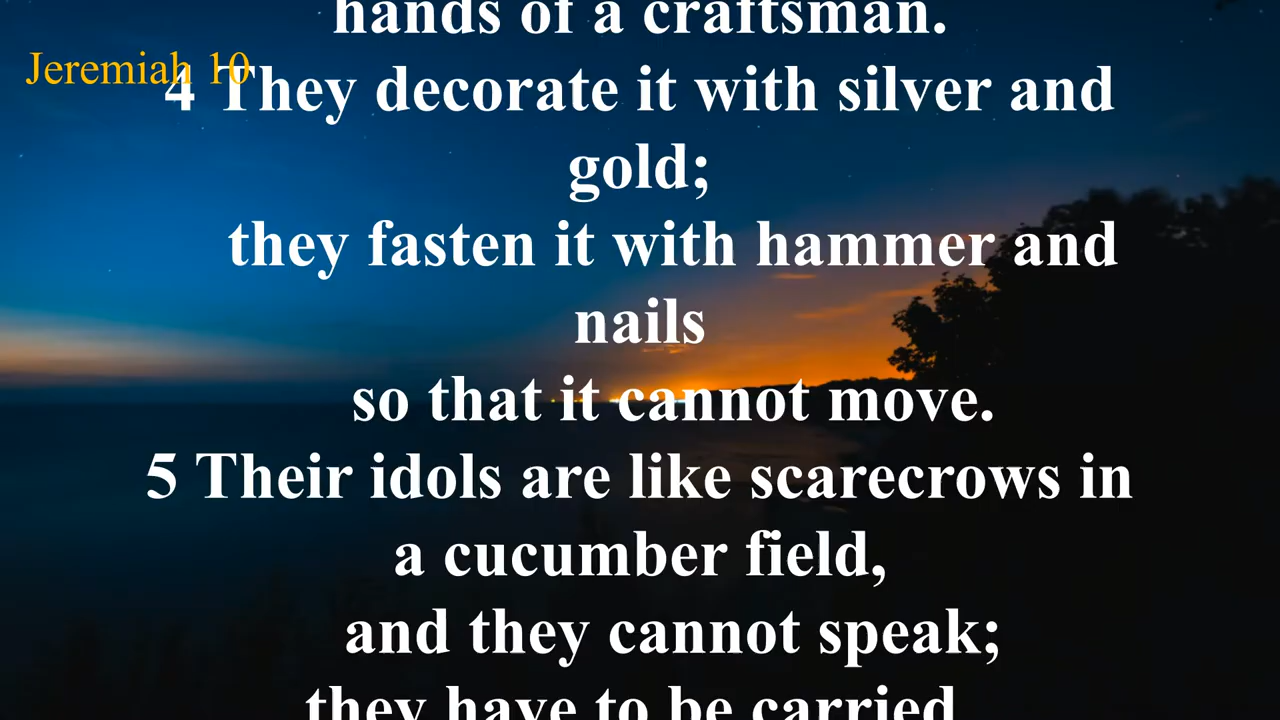 hands of a craftsman.
Jeremiah 10
4 They decorate it with silver and
gold;
they fasten it with hammer and
nails
so that it cannot move.
5 Their idols are like scarecrows in
a cucumber field,
and they cannot speak;
they have to be carried